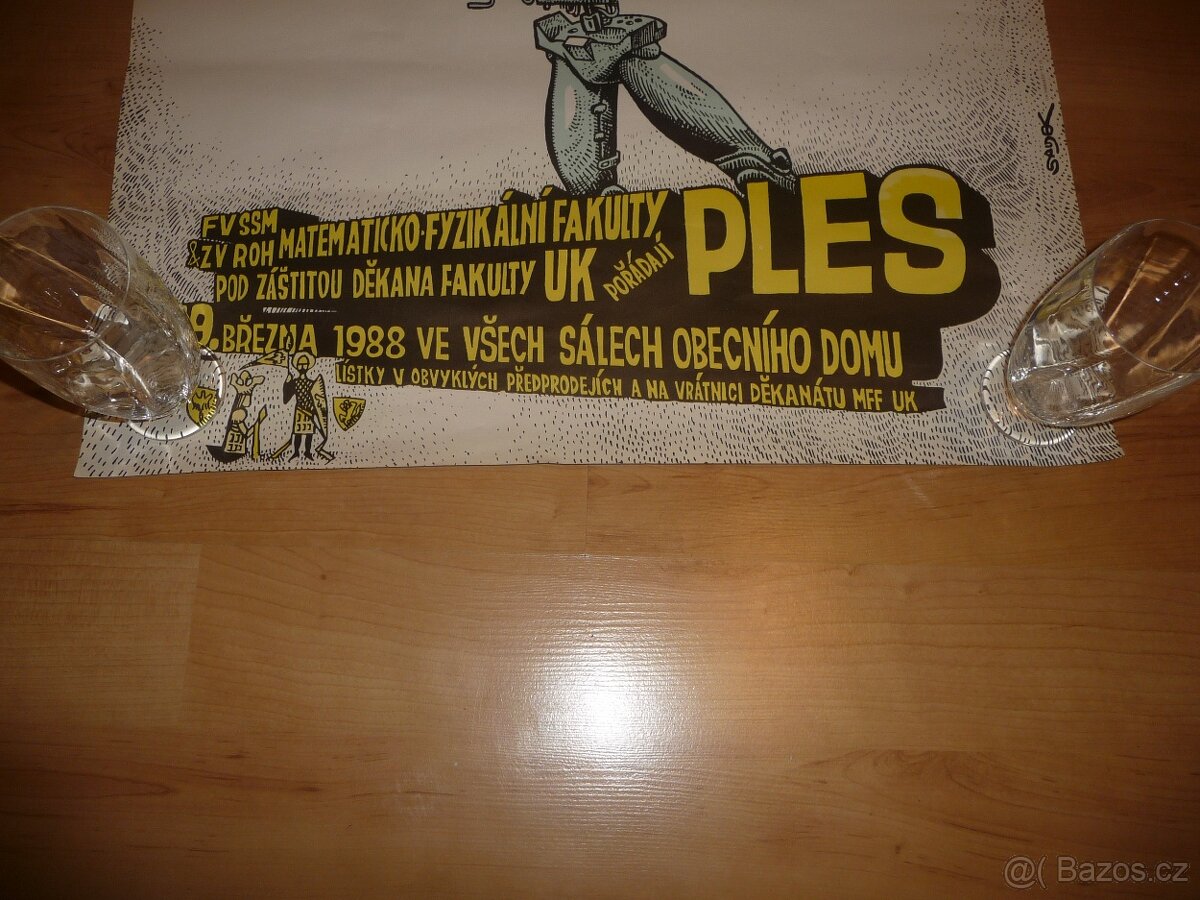 FV SSM
& ZV ROH MATEMATICKO-FYZIKÁLNÍ FAKULTY
POD ZÁŠTITOU DĚKANA FAKULTY UK POŘÁDAJÍ PLES
9. BŘEZNA 1988 VE VŠECH SÁLECH OBECNÍHO DOMU
LÍSTKY V OBVYKLÝCH PŘEDPRODEJÍCH A NA VRÁTNICI DĚKANÁTU MFF UK
@( Bazos.cz